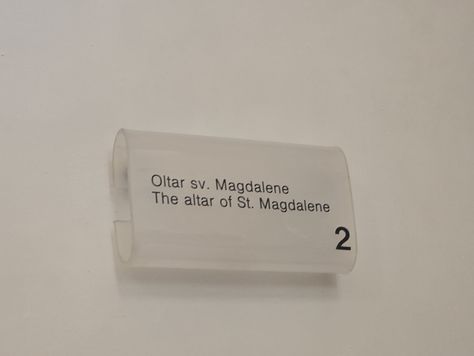 Oltar sv. Magdalene
The altar of St. Magdalene
2